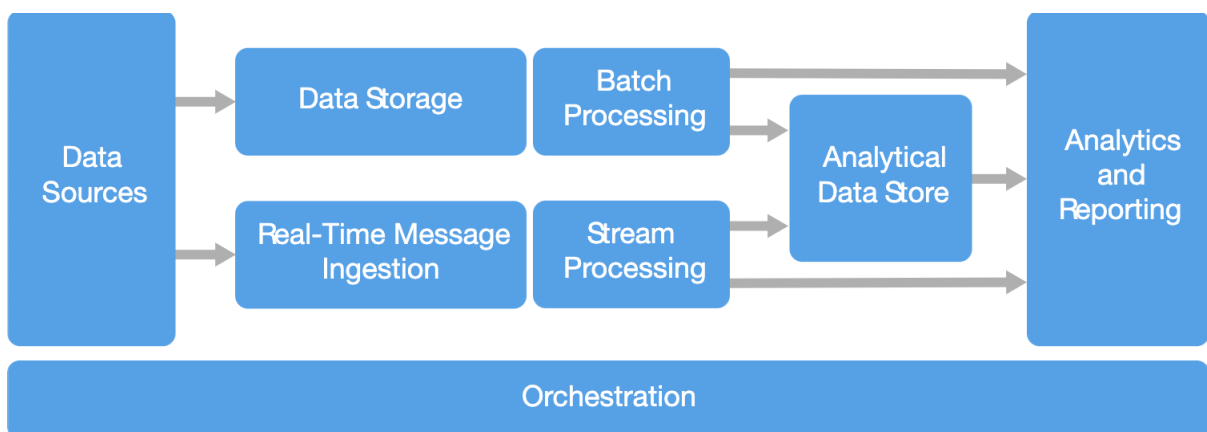 Data
Sources
Data Storage
Batch
Processing
Real-Time Message
Ingestion
Stream
Processing
Analytical
Data Store
Analytics
and
Reporting
Orchestration